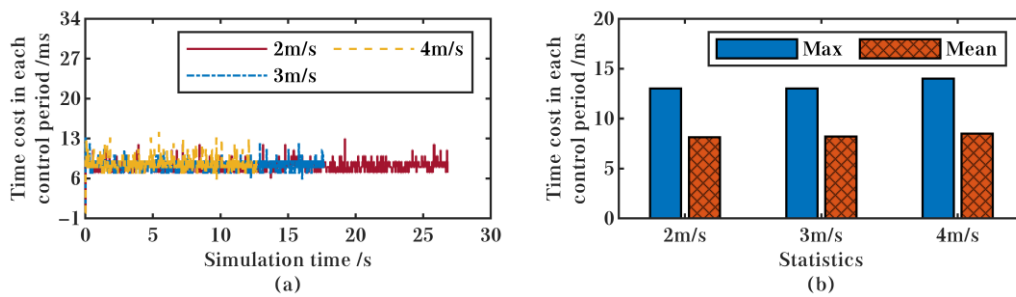 Time cost in each
control period /ms
34
27
20
13
6
−1
2m/s
4m/s
3m/s
0
5
10
15
20
25
30
Simulation time /s
(a)
Time cost in each
control period /ms
20
15
10
5
0
Max
Mean
2m/s
3m/s
4m/s
Statistics
(b)